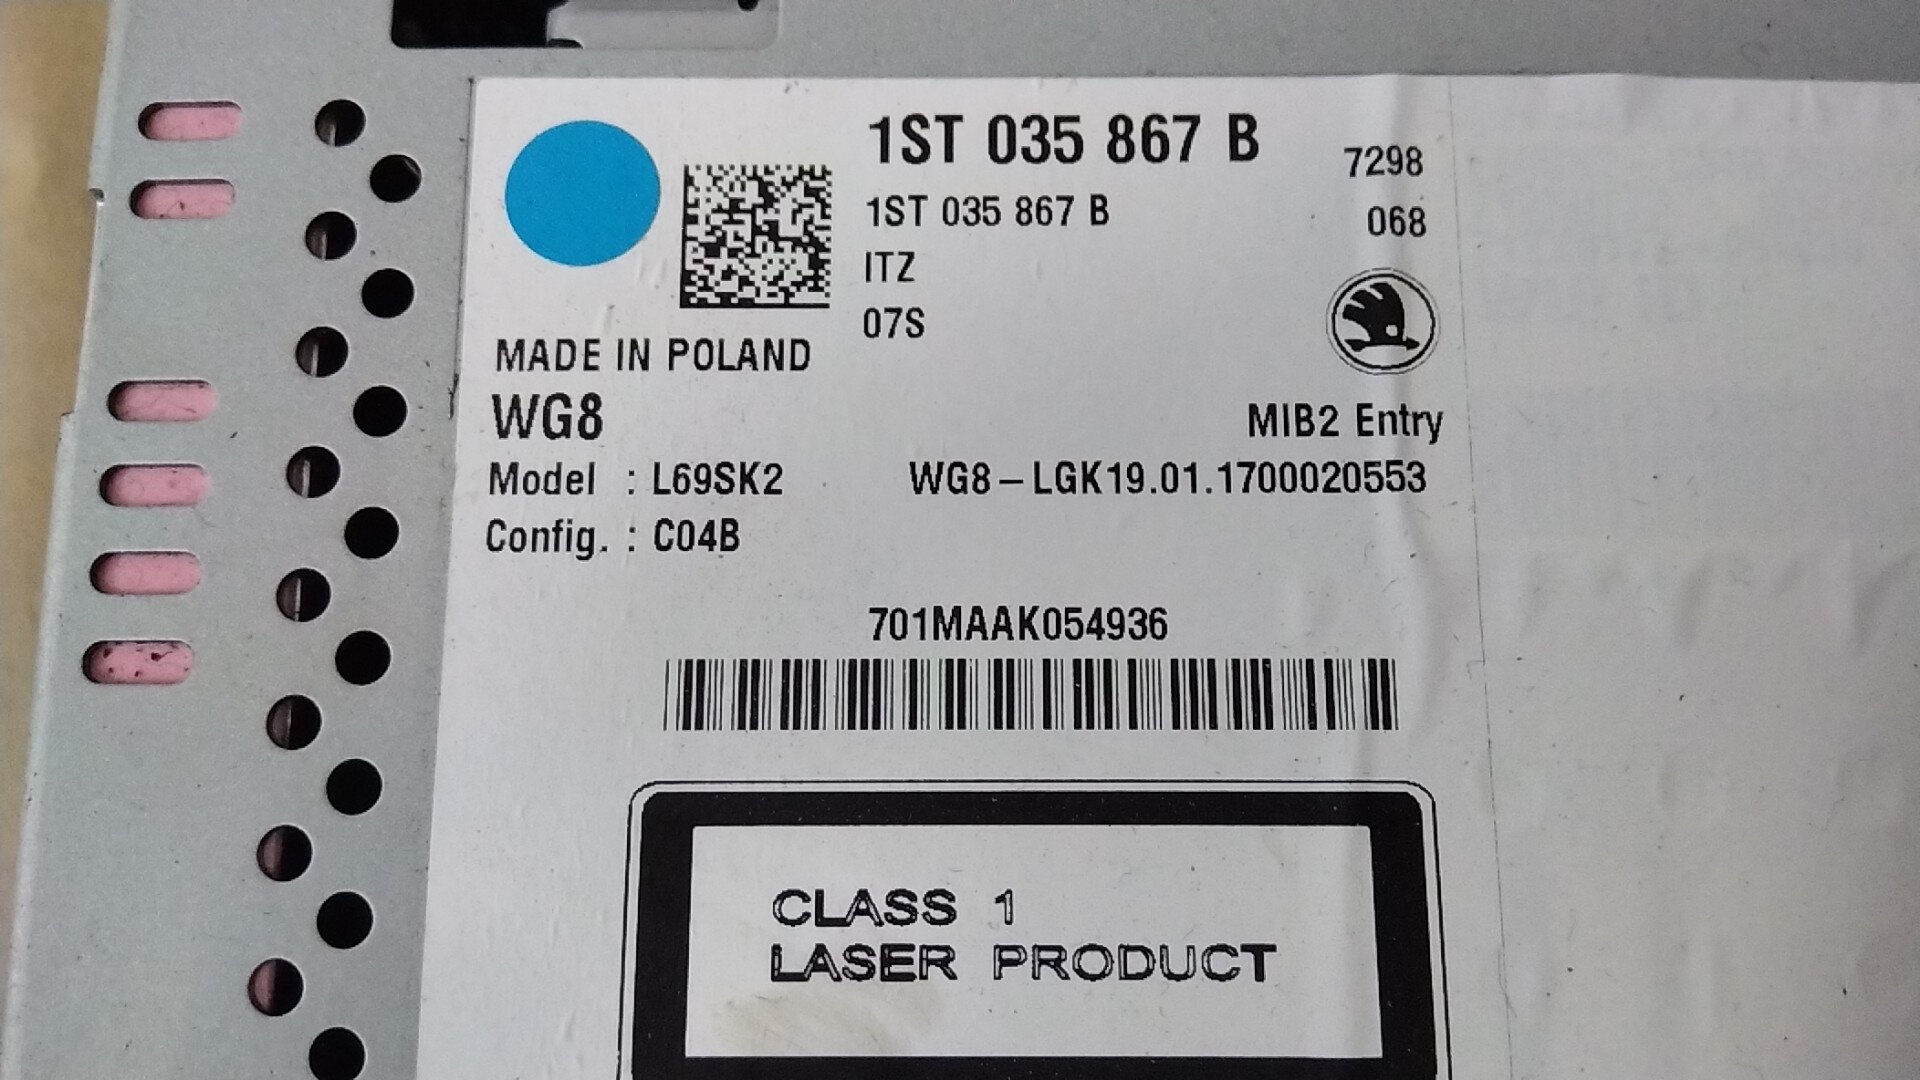 1ST 035 867 B
7298
1ST 035 867 B
068
ITZ
07S
MADE IN POLAND
WG8
MIB2 Entry
Model : L69SK2
WG8–LGK19.01.1700020553
Config. : C04B
701MAAK054936
CLASS 1
LASER PRODUCT